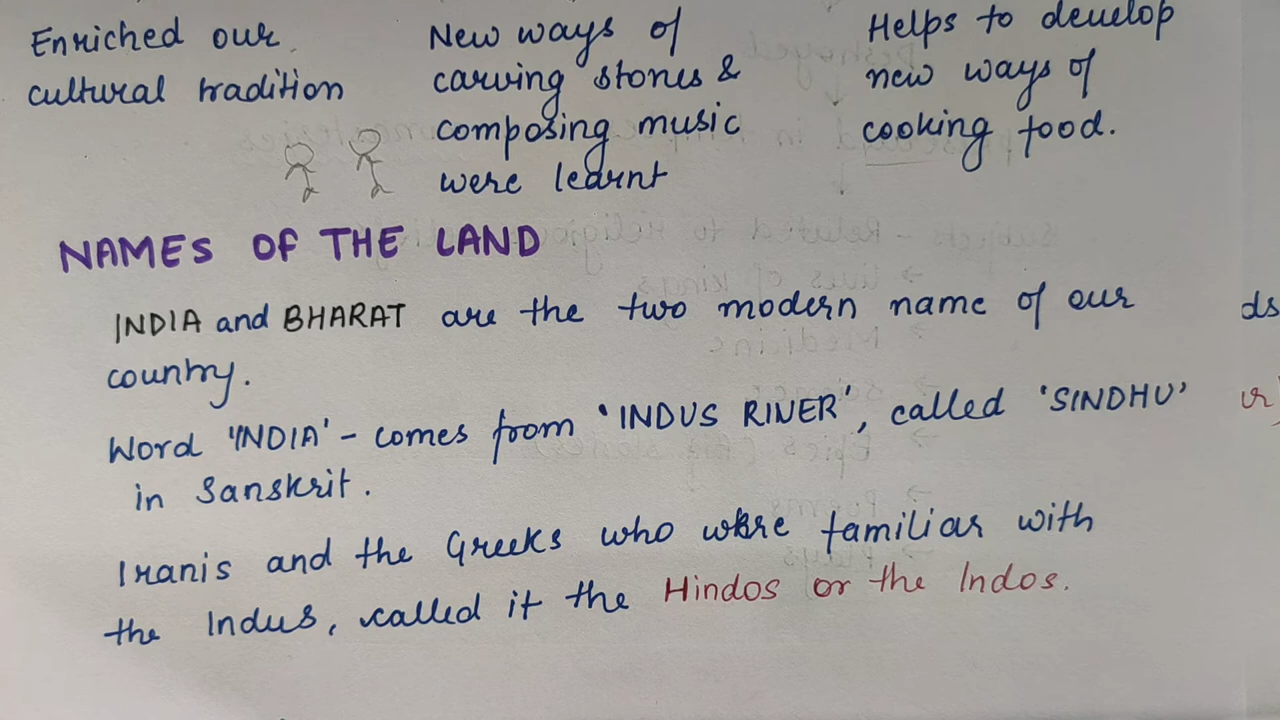 Enriched our
cultural tradition
New ways of
carving stones &
composing music
were learnt
Helps to develop
new ways of
cooking food.
NAMES OF THE LAND
INDIA and BHARAT are the two modern name of our
country.
Word 'INDIA' - comes from 'INDUS RINER', called 'SINDHU'
in Sanskrit.
Iranis and the Greeks who were familiar with
the Indus, called it the Hindos or the Indos.
ds